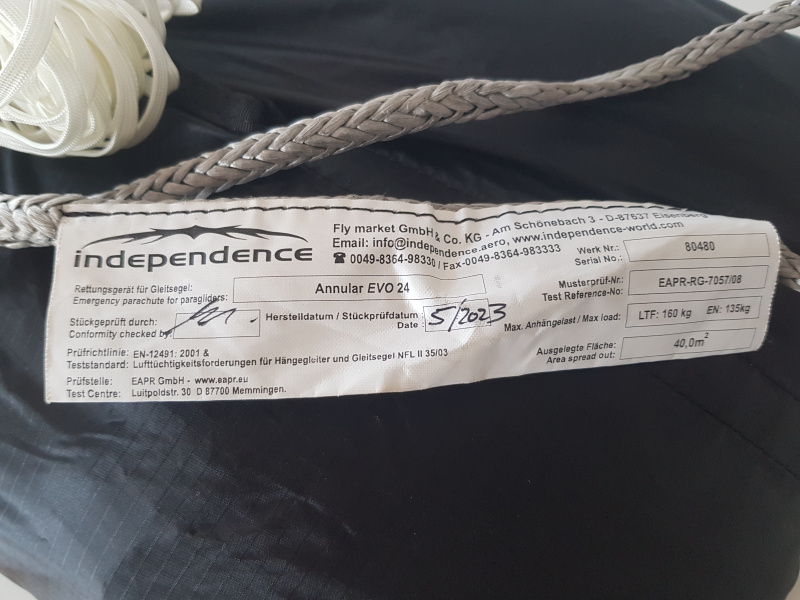 independence
Fly market GmbH & Co. KG - Am Schönebach 3 - D-87637 Eisenberg
Email: info@independence.aero, www.independence-world.com
☎ 0049-8364-98330 / Fax-0049-8364-983333
Werk Nr.: 80480
Serial No.:
Rettungsgerät für Gleitsegel: Annular EVO 24
Emergency parachute for paragliders:
Musterprüf-Nr.: EAPR-RG-7057/08
Test Reference-No:
Stückgeprüft durch:
Conformity checked by:
Herstelldatum / Stückprüfdatum: 5/2023
Date :
Max. Anhängelast / Max load: LTF: 160 kg EN: 135kg
Prüfrichtlinie: EN-12491: 2001 &
Teststandard: Lufttüchtigkeitsforderungen für Hängegleiter und Gleitsegel NFL II 35/03
Ausgelegte Fläche: 40,0m²
Area spread out:
Prüfstelle: EAPR GmbH - www.eapr.eu
Test Centre: Luitpoldstr. 30 D 87700 Memmingen.